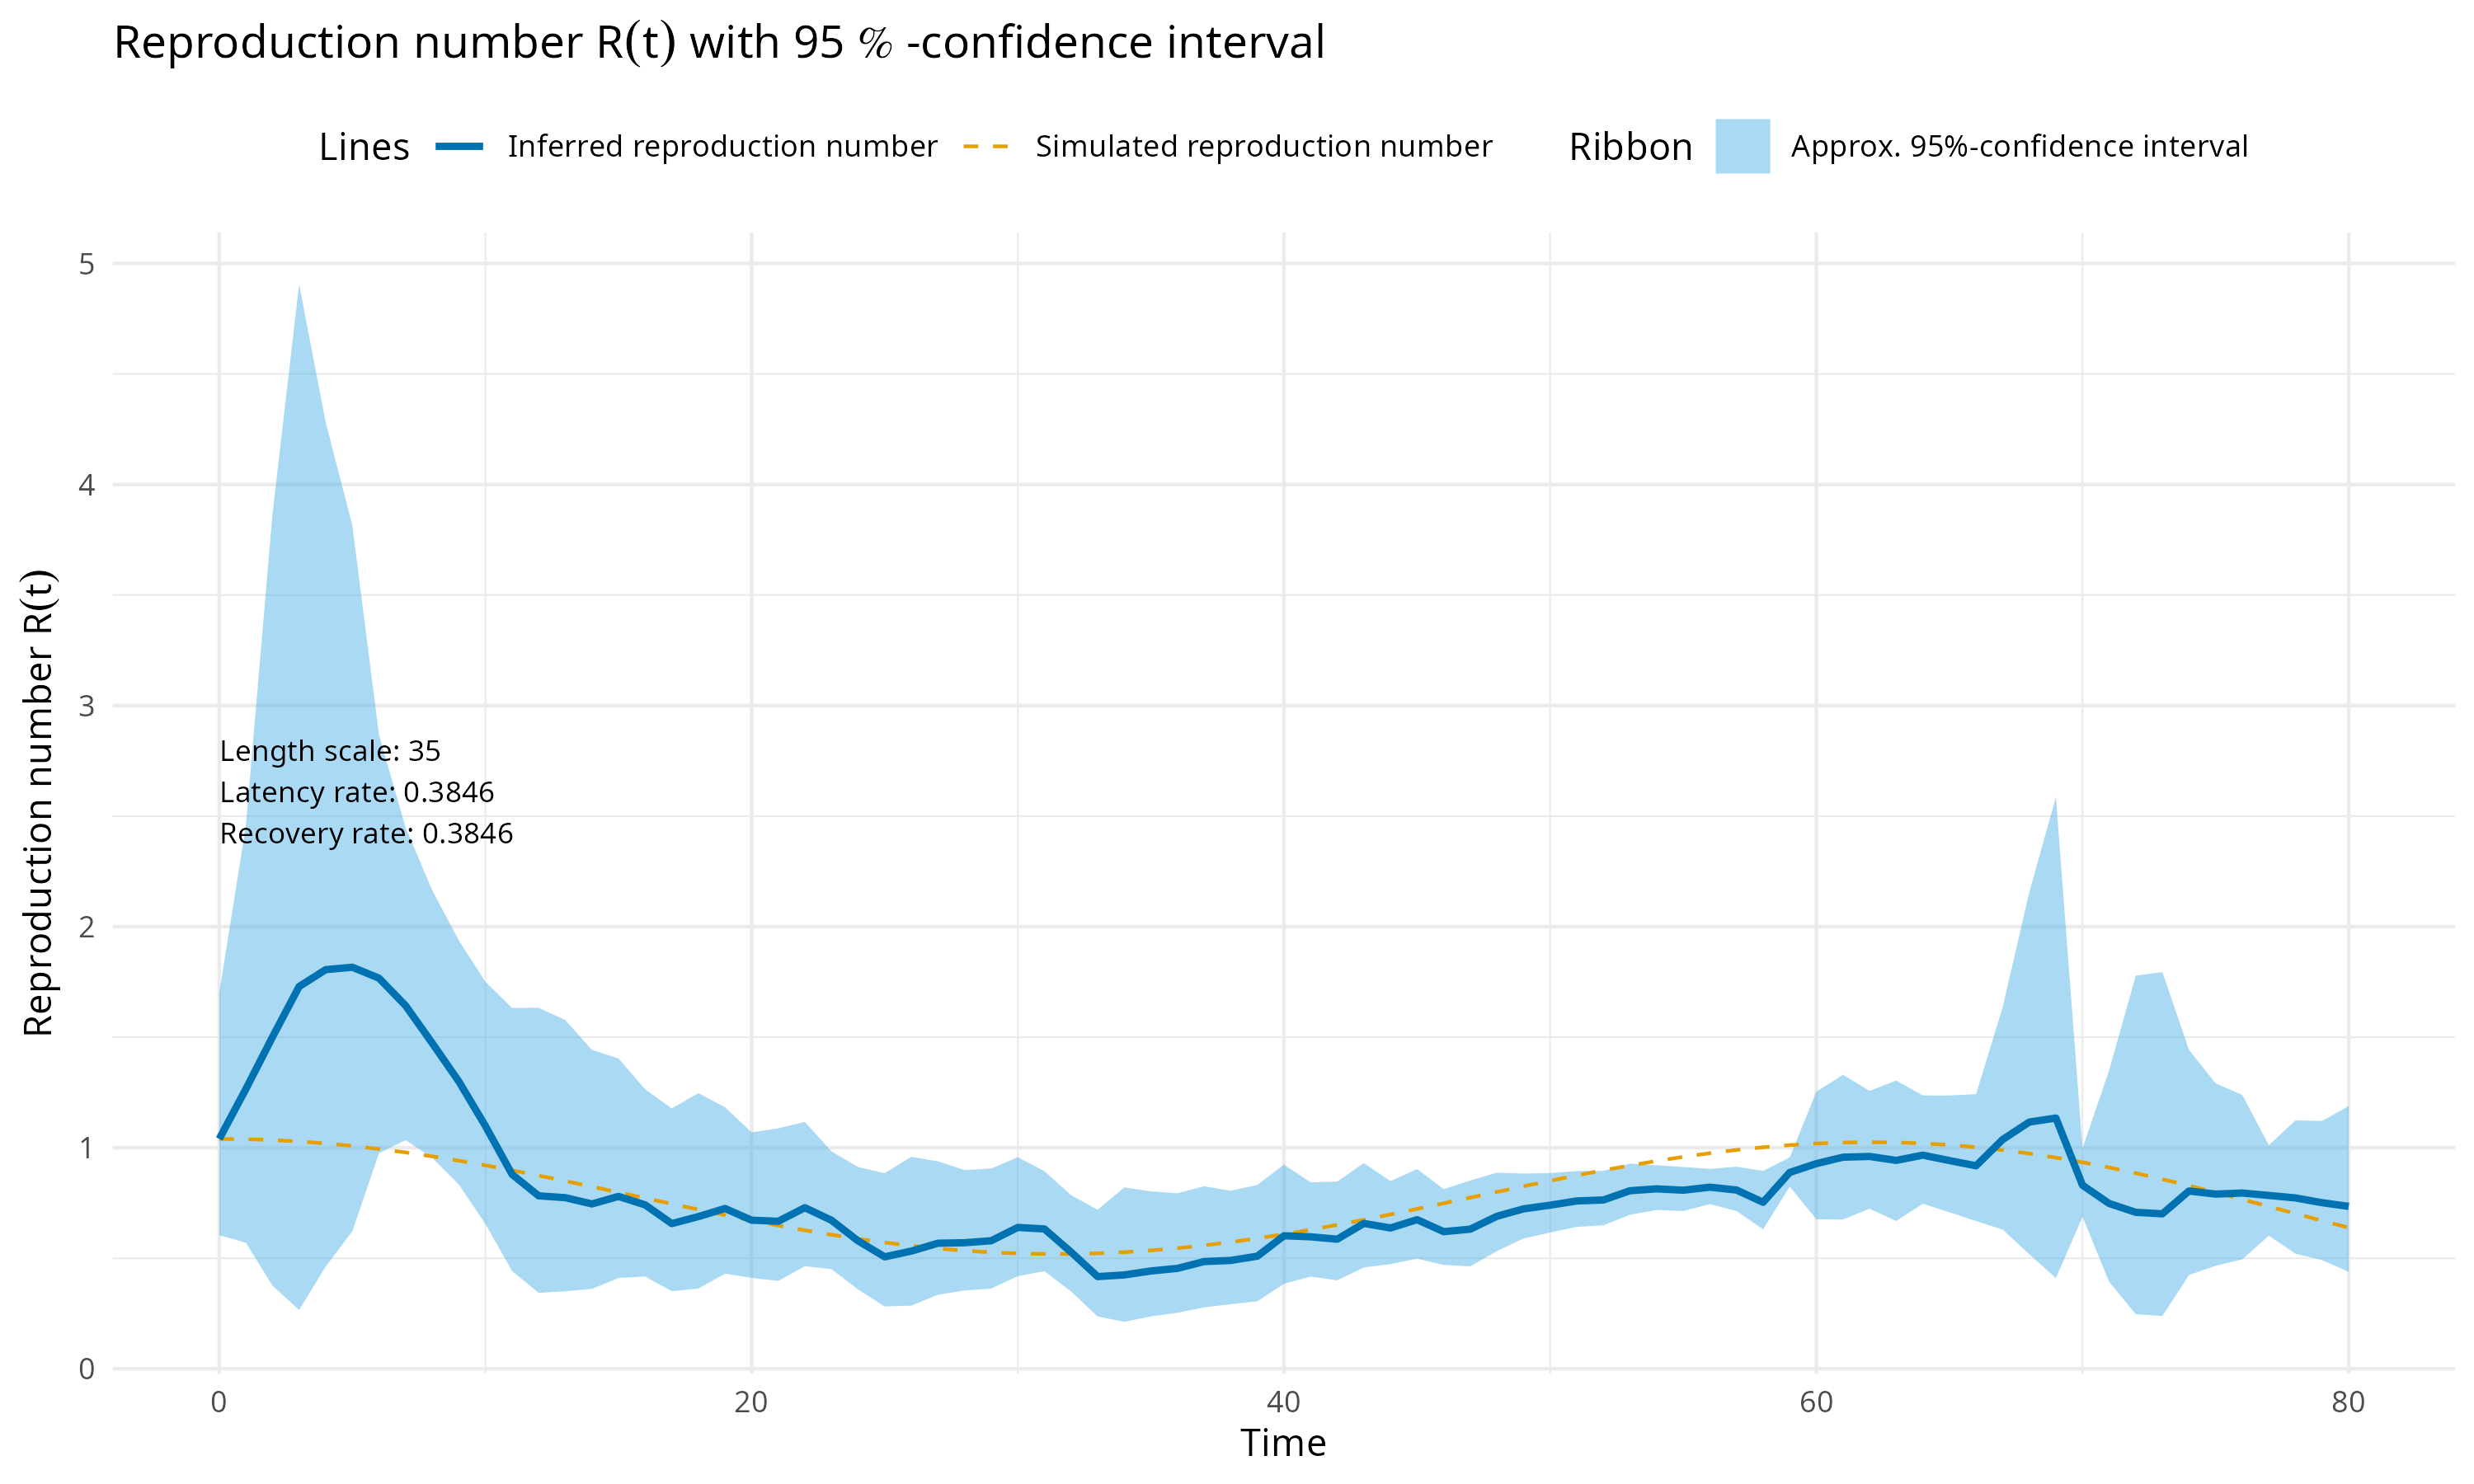 Reproduction number R(t) with 95 % -confidence interval
Lines Inferred reproduction number Simulated reproduction number Ribbon Approx. 95%-confidence interval
Reproduction number R(t)
5
4
3
2
1
0
Length scale: 35
Latency rate: 0.3846
Recovery rate: 0.3846
0 20 40 60 80
Time